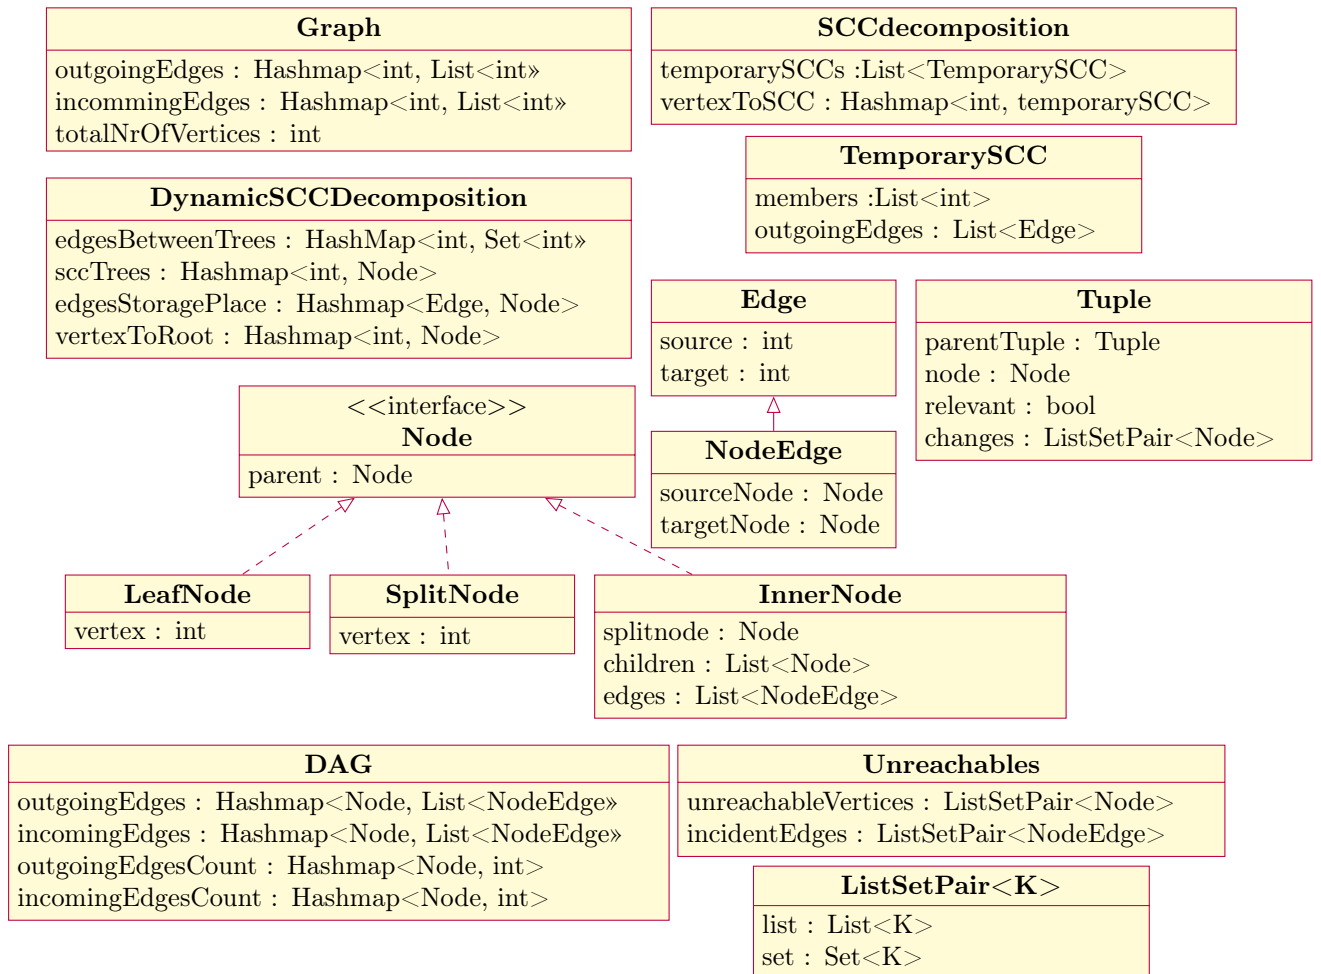 Graph
outgoingEdges : Hashmap<int, List<int»
incommingEdges : Hashmap<int, List<int»
totalNrOfVertices : int
SCCdecomposition
temporarySCCs :List<TemporarySCC>
vertexToSCC : Hashmap<int, temporarySCC>
TemporarySCC
members :List<int>
outgoingEdges : List<Edge>
DynamicSCCDecomposition
edgesBetweenTrees : HashMap<int, Set<int»
sccTrees : Hashmap<int, Node>
edgesStoragePlace : Hashmap<Edge, Node>
vertexToRoot : Hashmap<int, Node>
Edge
source : int
target : int
Tuple
parentTuple : Tuple
node : Node
relevant : bool
changes : ListSetPair<Node>
<<interface>>
Node
parent : Node
NodeEdge
sourceNode : Node
targetNode : Node
LeafNode
vertex : int
SplitNode
vertex : int
InnerNode
splitnode : Node
children : List<Node>
edges : List<NodeEdge>
DAG
outgoingEdges : Hashmap<Node, List<NodeEdge»
incomingEdges : Hashmap<Node, List<NodeEdge»
outgoingEdgesCount : Hashmap<Node, int>
incomingEdgesCount : Hashmap<Node, int>
Unreachables
unreachableVertices : ListSetPair<Node>
incidentEdges : ListSetPair<NodeEdge>
ListSetPair<K>
list : List<K>
set : Set<K>